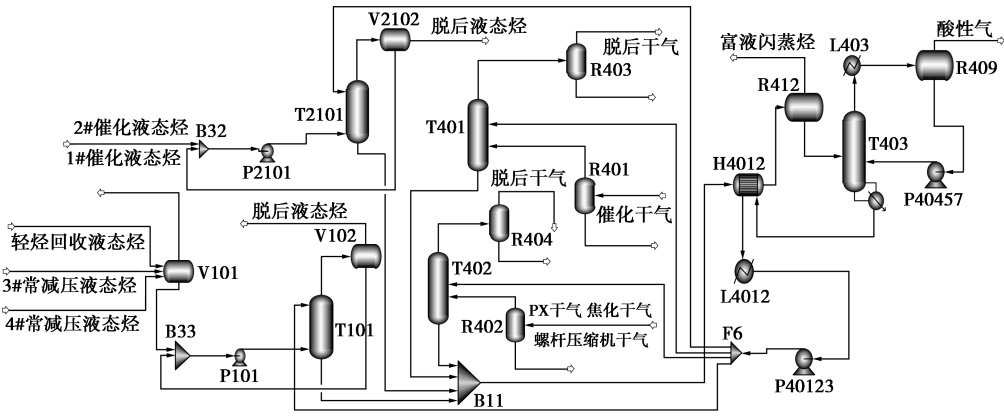 V2102
脱后液态烃
脱后干气
R403
富液闪蒸烃
L403
酸性气
R409
R412
2#催化液态烃
B32
T2101
T401
1#催化液态烃
P2101
T403
R401
H4012
P40457
脱后干气
催化干气
脱后液态烃
R404
V102
轻烃回收液态烃
V101
T402
3#常减压液态烃
L4012
PX干气 焦化干气
4#常减压液态烃
B33
T101
R402
螺杆压缩机干气
F6
P101
P40123
B11